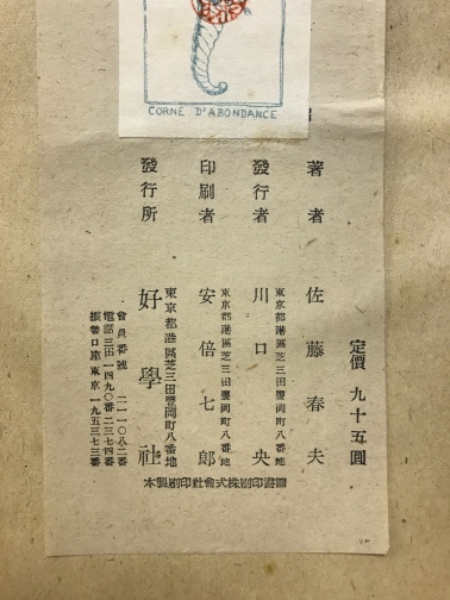 CORNE D'ABONDANCE
定價 九十五圓
著者 佐藤春夫
東京都港區芝三田豐岡町八番地
發行者 川口央
東京都港區芝三田豐岡町八番地
印刷者 安倍七郎
東京都港區芝三田豐岡町八番地
發行所 好學社
會員番號 二一一〇八二番
電話三田一四九〇番二三七四番
振替口座東京一九五三七三番
本製刷印社會式株刷印書圖